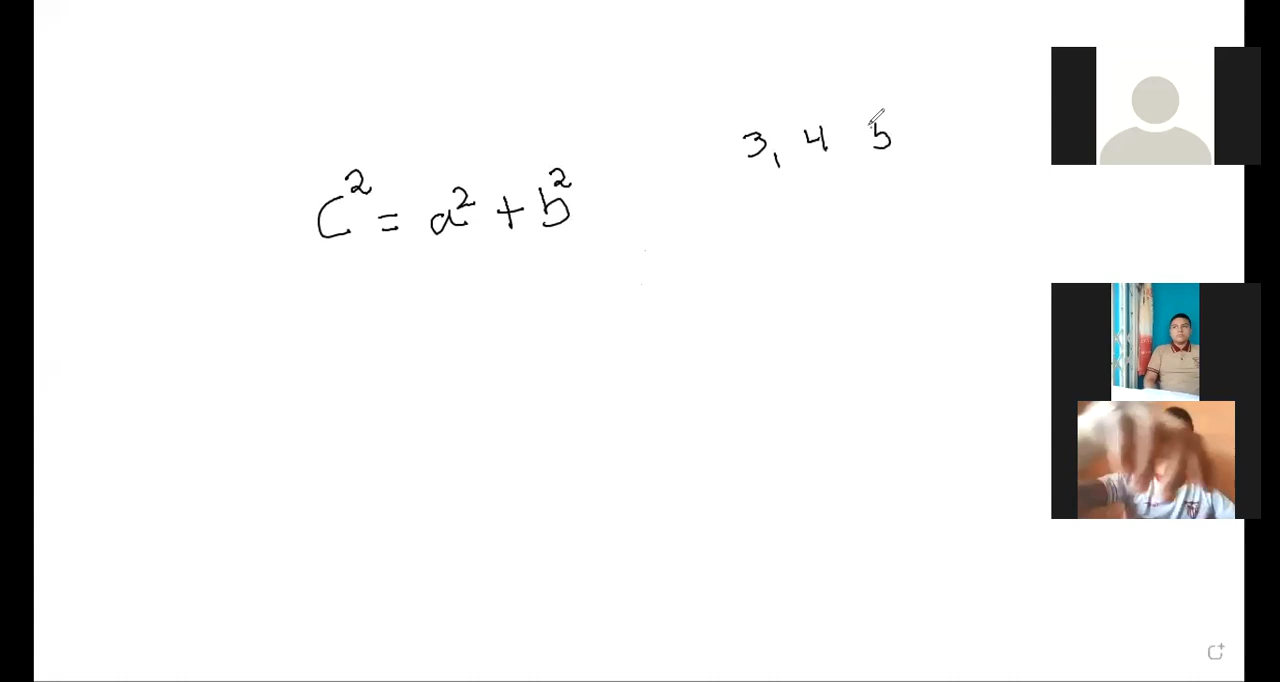 3, 4 5
C² = a² + b²